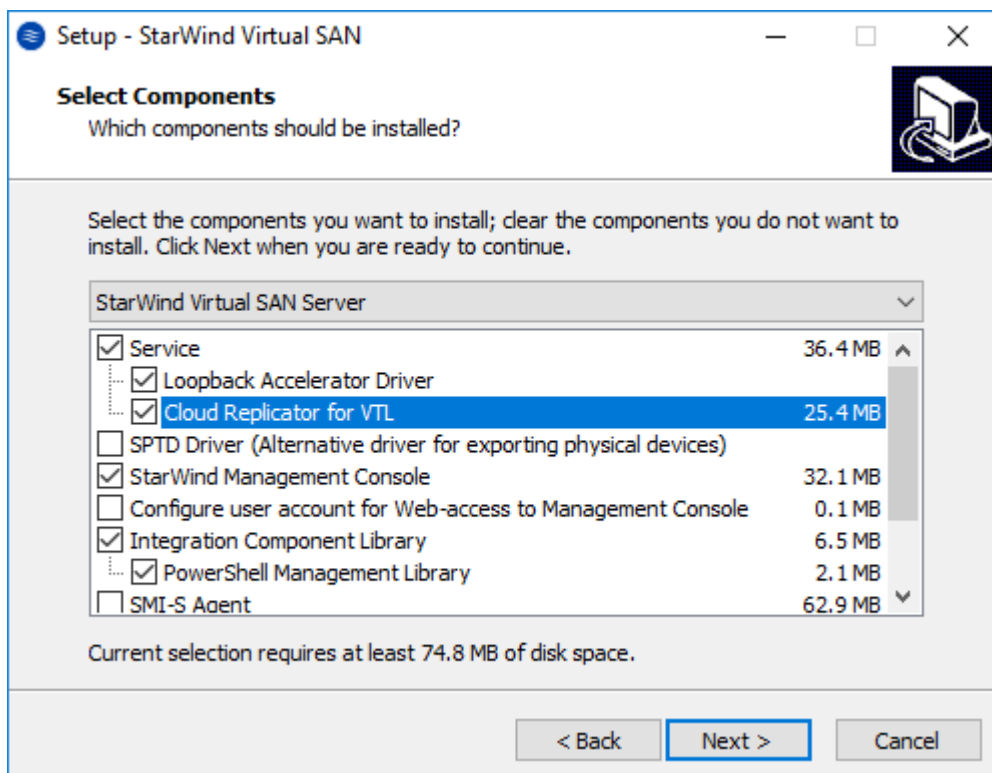 Setup - StarWind Virtual SAN
Select Components
Which components should be installed?
Select the components you want to install; clear the components you do not want to
install. Click Next when you are ready to continue.
StarWind Virtual SAN Server
Service 36.4 MB
Loopback Accelerator Driver
Cloud Replicator for VTL 25.4 MB
SPTD Driver (Alternative driver for exporting physical devices)
StarWind Management Console 32.1 MB
Configure user account for Web-access to Management Console 0.1 MB
Integration Component Library 6.5 MB
PowerShell Management Library 2.1 MB
SMI-S Agent 62.9 MB
Current selection requires at least 74.8 MB of disk space.
< Back Next > Cancel